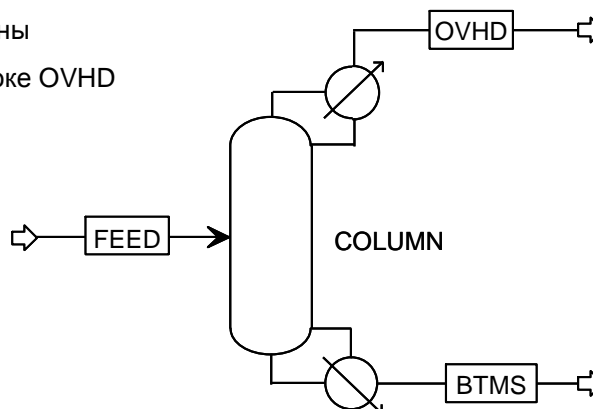 ны
оке OVHD
OVHD
FEED
COLUMN
BTMS